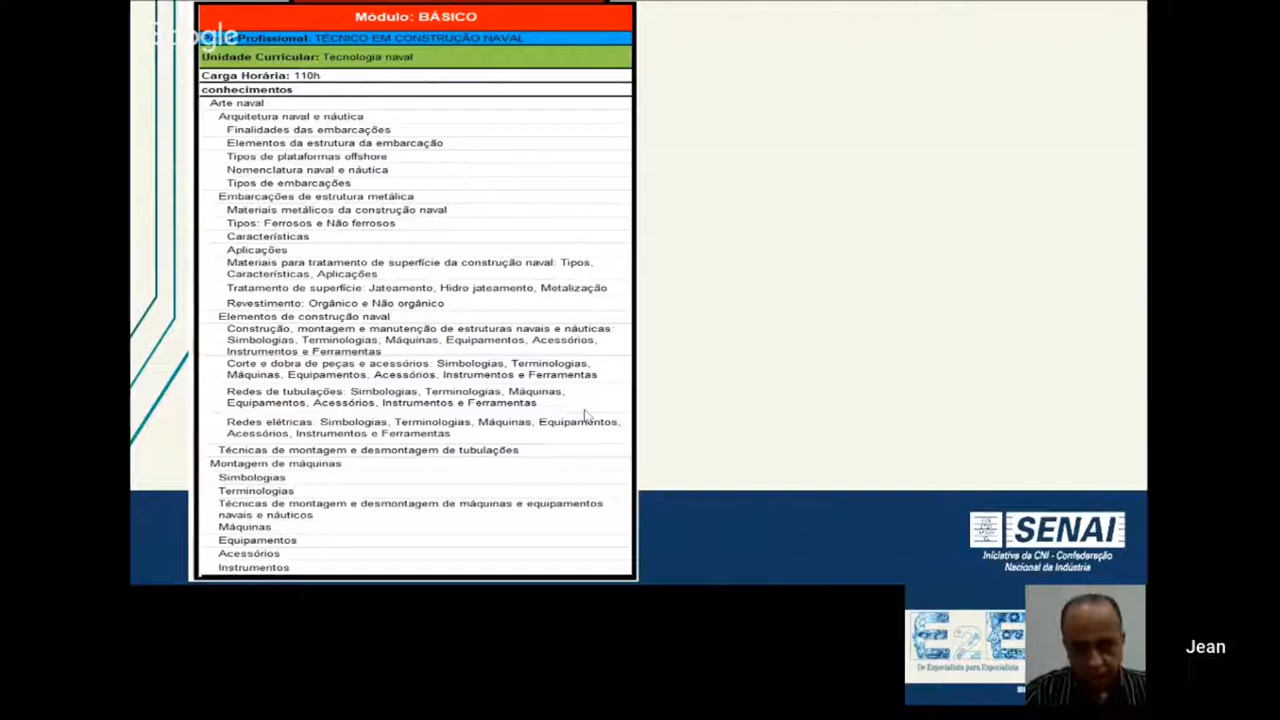 Módulo: BÁSICO
Google
Profissional: TÉCNICO EM CONSTRUÇÃO NAVAL
Unidade Curricular: Tecnologia naval
Carga Horária: 110h
conhecimentos
Arte naval
Arquitetura naval e náutica
Finalidades das embarcações
Elementos da estrutura da embarcação
Tipos de plataformas offshore
Nomenclatura naval e náutica
Tipos de embarcações
Embarcações de estrutura metálica
Materiais metálicos da construção naval
Tipos: Ferrosos e Não ferrosos
Características
Aplicações
Materiais para tratamento de superfície da construção naval: Tipos,
Características, Aplicações
Tratamento de superfície: Jateamento, Hidro jateamento, Metalização
Revestimento: Orgânico e Não orgânico
Elementos de construção naval
Construção, montagem e manutenção de estruturas navais e náuticas:
Simbologias, Terminologias, Máquinas, Equipamentos, Acessórios,
Instrumentos e Ferramentas
Corte e dobra de peças e acessórios: Simbologias, Terminologias,
Máquinas, Equipamentos, Acessórios, Instrumentos e Ferramentas
Redes de tubulações: Simbologias, Terminologias, Máquinas,
Equipamentos, Acessórios, Instrumentos e Ferramentas
Redes elétricas: Simbologias, Terminologias, Máquinas, Equipamentos,
Acessórios, Instrumentos e Ferramentas
Técnicas de montagem e desmontagem de tubulações
Montagem de máquinas
Simbologias
Terminologias
Técnicas de montagem e desmontagem de máquinas e equipamentos
navais e náuticos
Máquinas
Equipamentos
Acessórios
Instrumentos
SENAI
Iniciativa da CNI - Confederação
Nacional da Indústria
E2E
De Especialista para Especialista
Jean